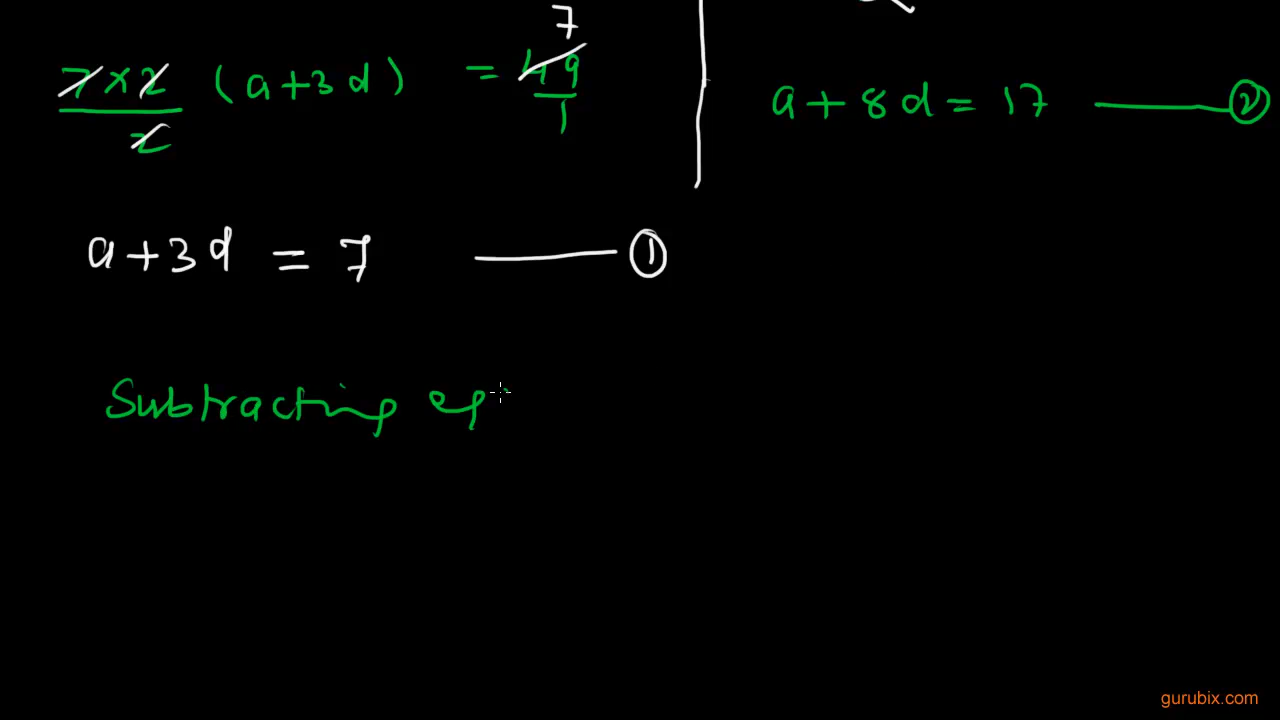 7×2/2 (a+3d) = 49/1 7
a+3d = 7 ——— ①
a+8d = 17 ——— ②
Subtracting eq
gurubix.com